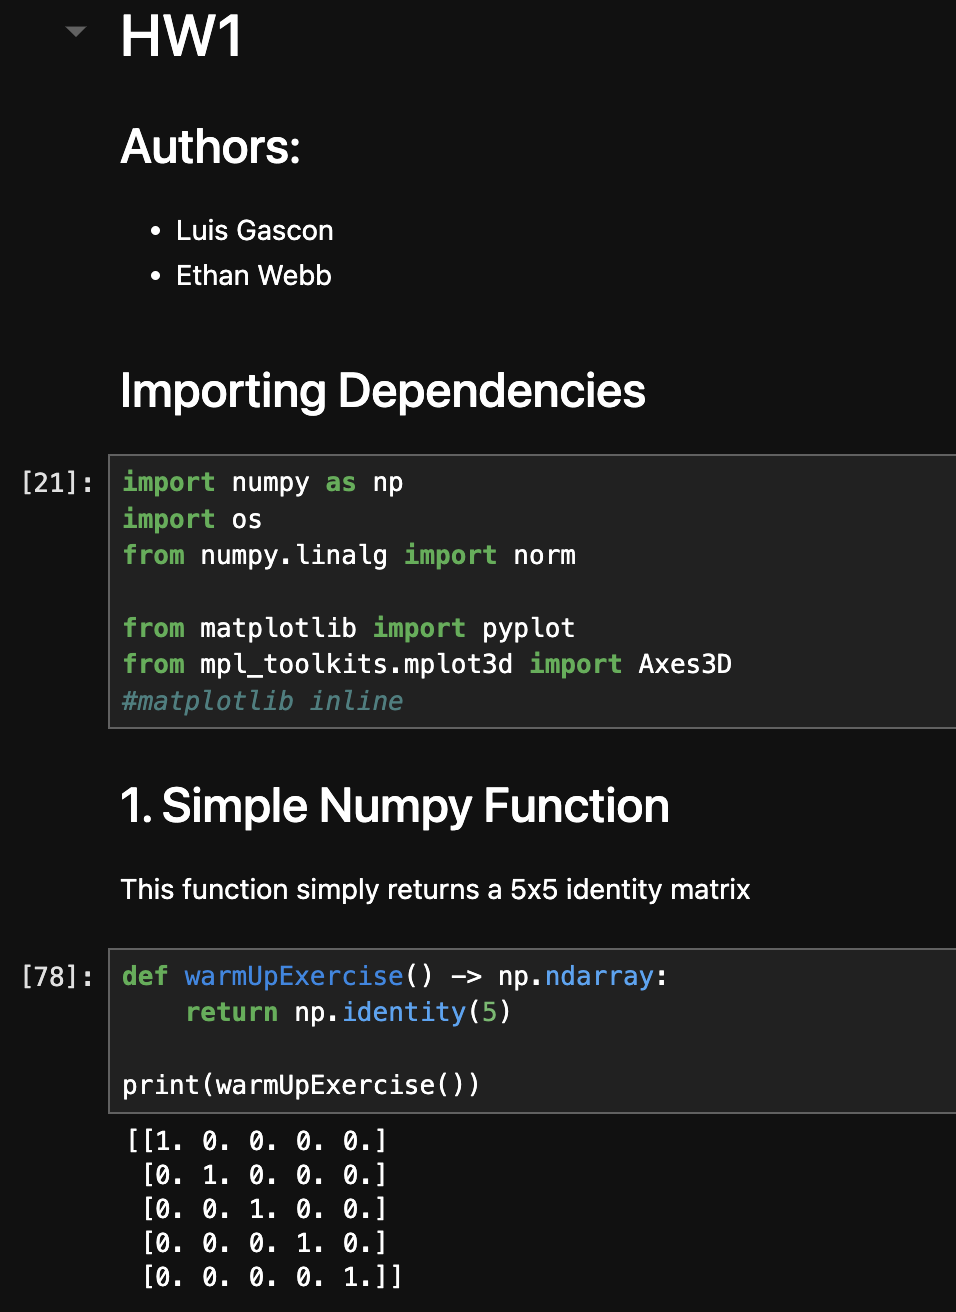 HW1
Authors:
• Luis Gascon
• Ethan Webb
Importing Dependencies
[21]:
import numpy as np
import os
from numpy.linalg import norm
from matplotlib import pyplot
from mpl_toolkits.mplot3d import Axes3D
#matplotlib inline
1. Simple Numpy Function
This function simply returns a 5x5 identity matrix
[78]:
def warmUpExercise() -> np.ndarray:
    return np.identity(5)
print(warmUpExercise())
[[1. 0. 0. 0. 0.]
 [0. 1. 0. 0. 0.]
 [0. 0. 1. 0. 0.]
 [0. 0. 0. 1. 0.]
 [0. 0. 0. 0. 1.]]